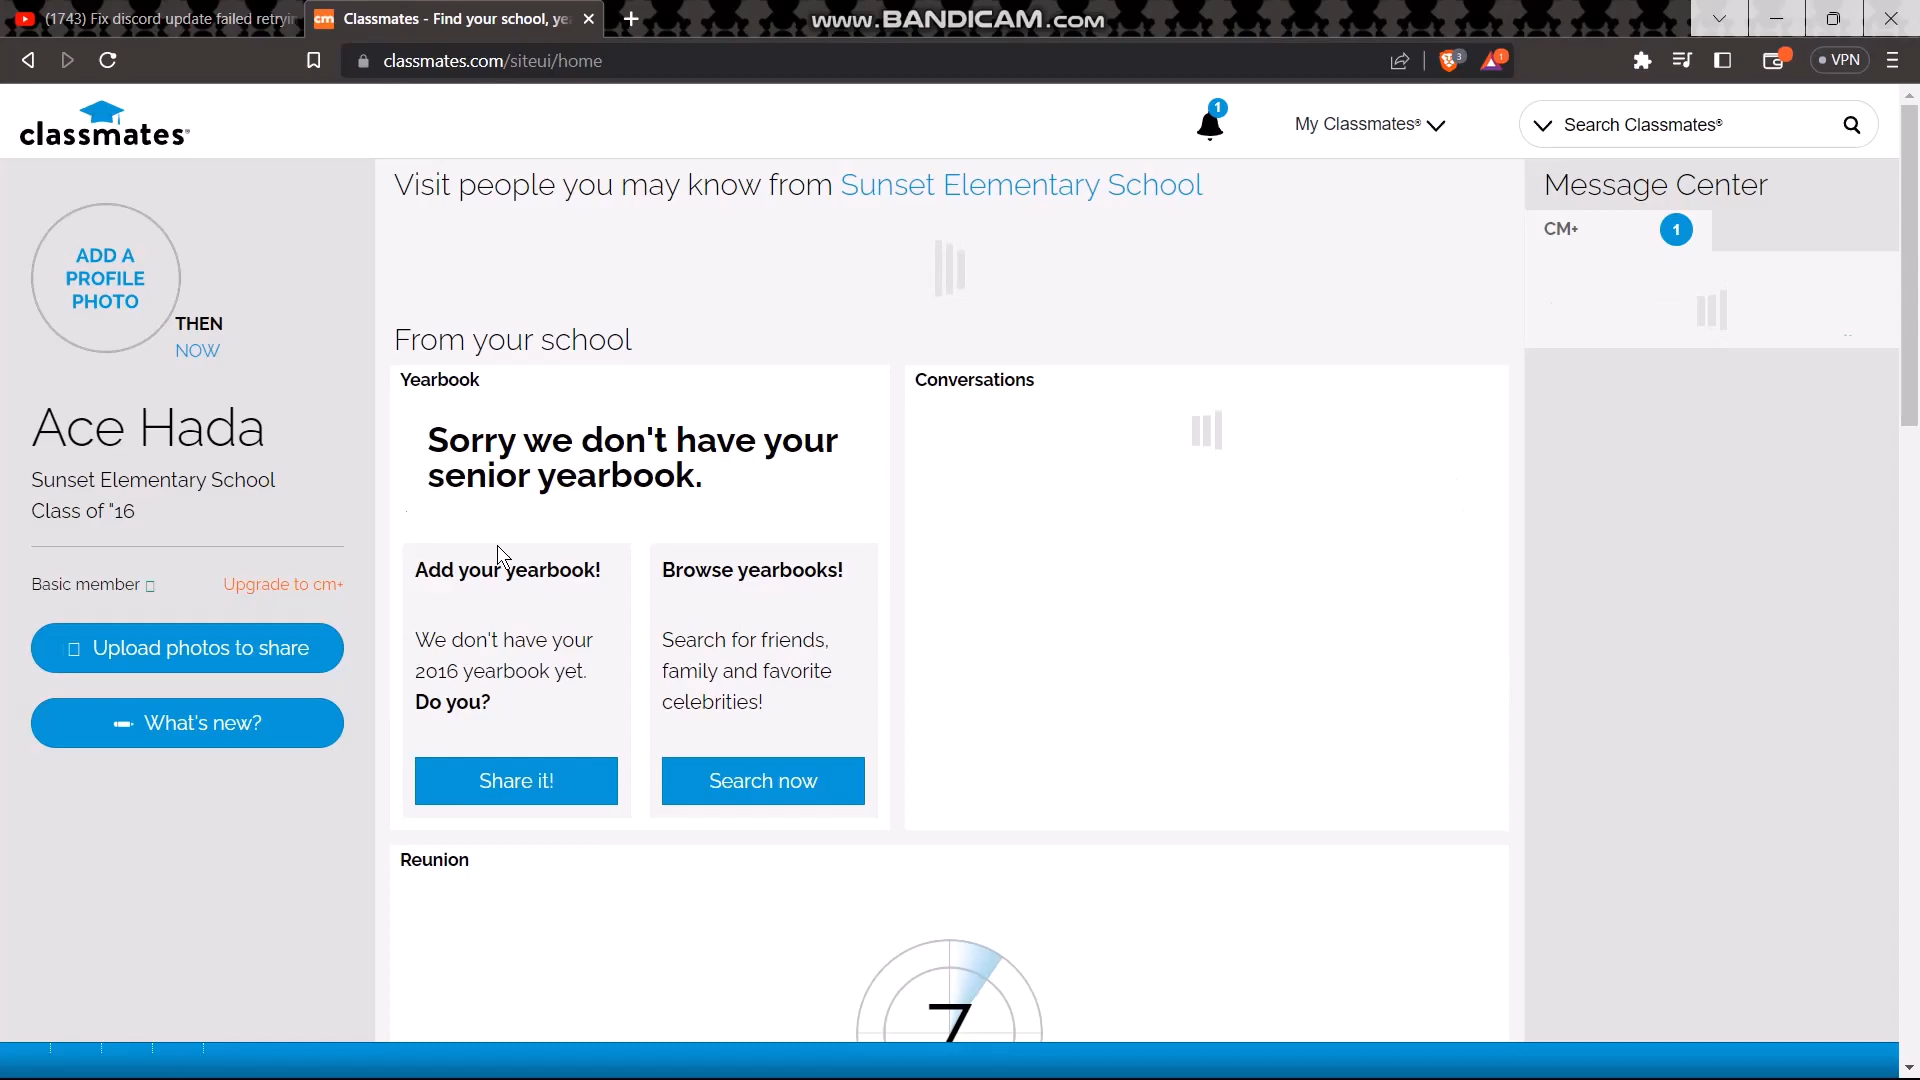 (1743) Fix discord update failed retryin
cm Classmates - Find your school, ye
www.BANDICAM.com
classmates.com/siteui/home
3
1
VPN
classmates®
1
My Classmates®
Search Classmates®
Visit people you may know from Sunset Elementary School
Message Center
CM+ 1
ADD A
PROFILE
PHOTO
THEN
NOW
Ace Hada
Sunset Elementary School
Class of "16
Basic member
Upgrade to cm+
Upload photos to share
What's new?
From your school
Yearbook
Sorry we don't have your
senior yearbook.
Add your yearbook!
We don't have your
2016 yearbook yet.
Do you?
Share it!
Browse yearbooks!
Search for friends,
family and favorite
celebrities!
Search now
Conversations
Reunion
7